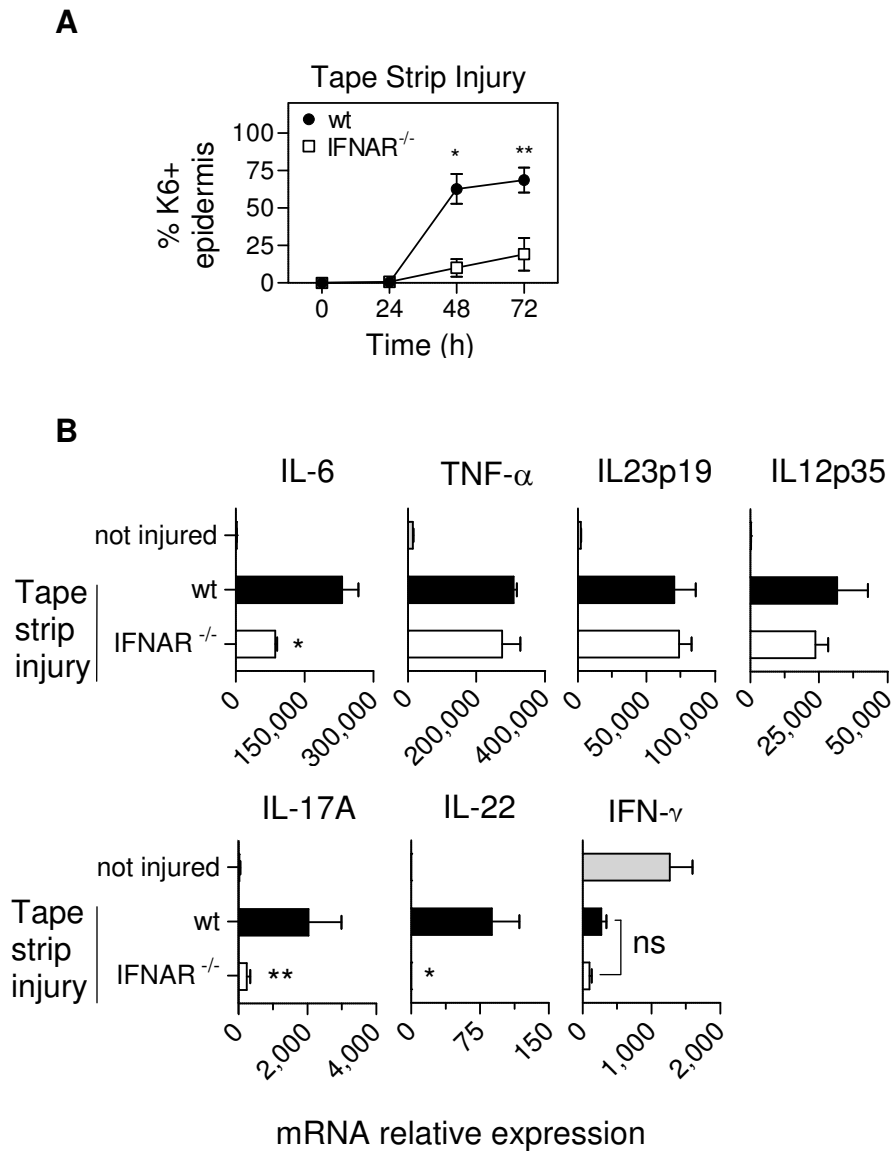 A
Tape Strip Injury
wt
IFNAR-/-
100
75
50
25
0
* **
% K6+
epidermis
0 24 48 72
Time (h)
B
IL-6 TNF-α IL23p19 IL12p35
not injured
Tape
strip
injury
wt
IFNAR -/- *
0 150,000 300,000 0 200,000 400,000 0 50,000 100,000 0 25,000 50,000
IL-17A IL-22 IFN-γ
not injured
Tape
strip
injury
wt
ns
IFNAR -/- ** *
0 2,000 4,000 0 75 150 0 1,000 2,000
mRNA relative expression